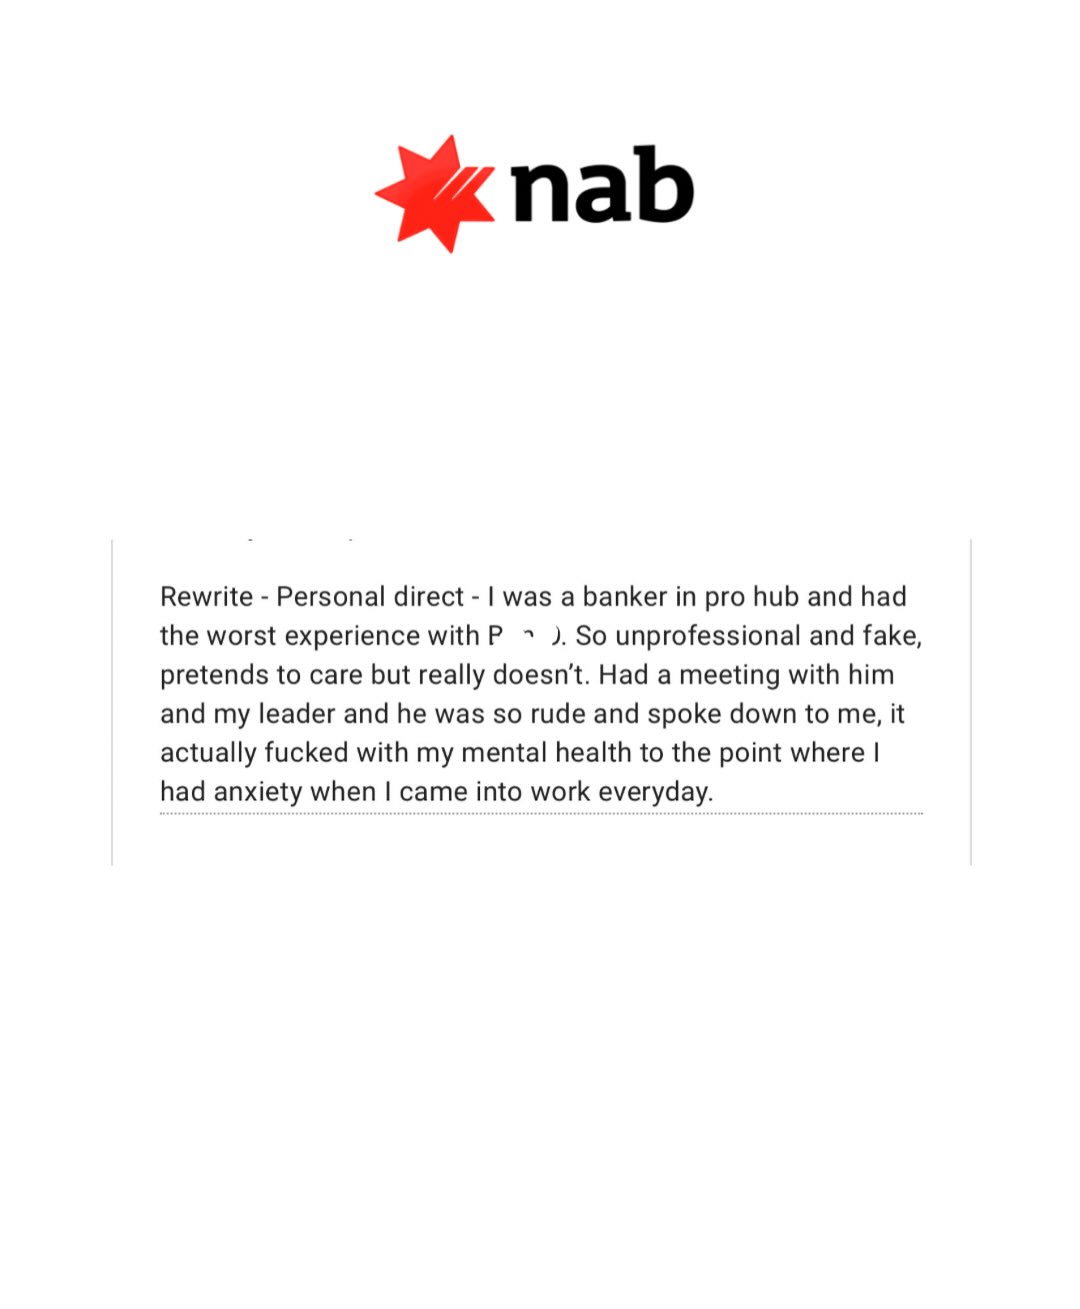 nab
Rewrite - Personal direct - I was a banker in pro hub and had
the worst experience with P ). So unprofessional and fake,
pretends to care but really doesn’t. Had a meeting with him
and my leader and he was so rude and spoke down to me, it
actually fucked with my mental health to the point where I
had anxiety when I came into work everyday.